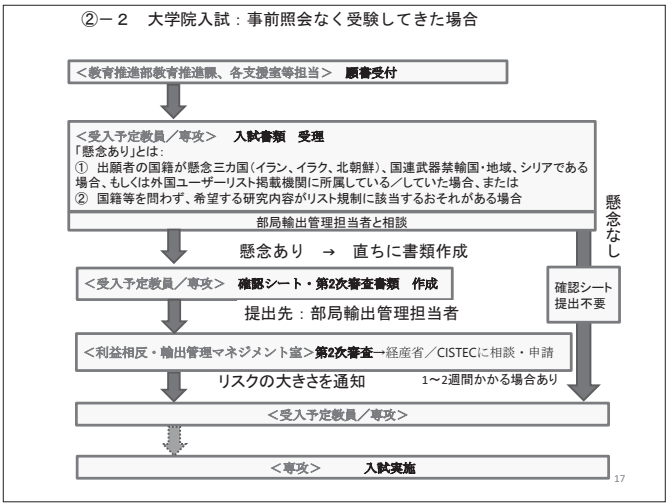 ②－２　大学院入試：事前照会なく受験してきた場合
＜教育推進部教育推進課、各支援室等担当＞　願書受付
＜受入予定教員／専攻＞　入試書類　受理
「懸念あり」とは：
①　出願者の国籍が懸念三カ国（イラン、イラク、北朝鮮）、国連武器禁輸国・地域、シリアである
場合、もしくは外国ユーザーリスト掲載機関に所属している／していた場合、または
②　国籍等を問わず、希望する研究内容がリスト規制に該当するおそれがある場合
部局輸出管理担当者と相談
懸念なし
懸念あり　→　直ちに書類作成
＜受入予定教員／専攻＞　確認シート・第2次審査書類　作成
確認シート
提出不要
提出先：部局輸出管理担当者
＜利益相反・輸出管理マネジメント室＞第2次審査→経産省／CISTECに相談・申請
リスクの大きさを通知
1～2週間かかる場合あり
＜受入予定教員／専攻＞
＜専攻＞　入試実施
17